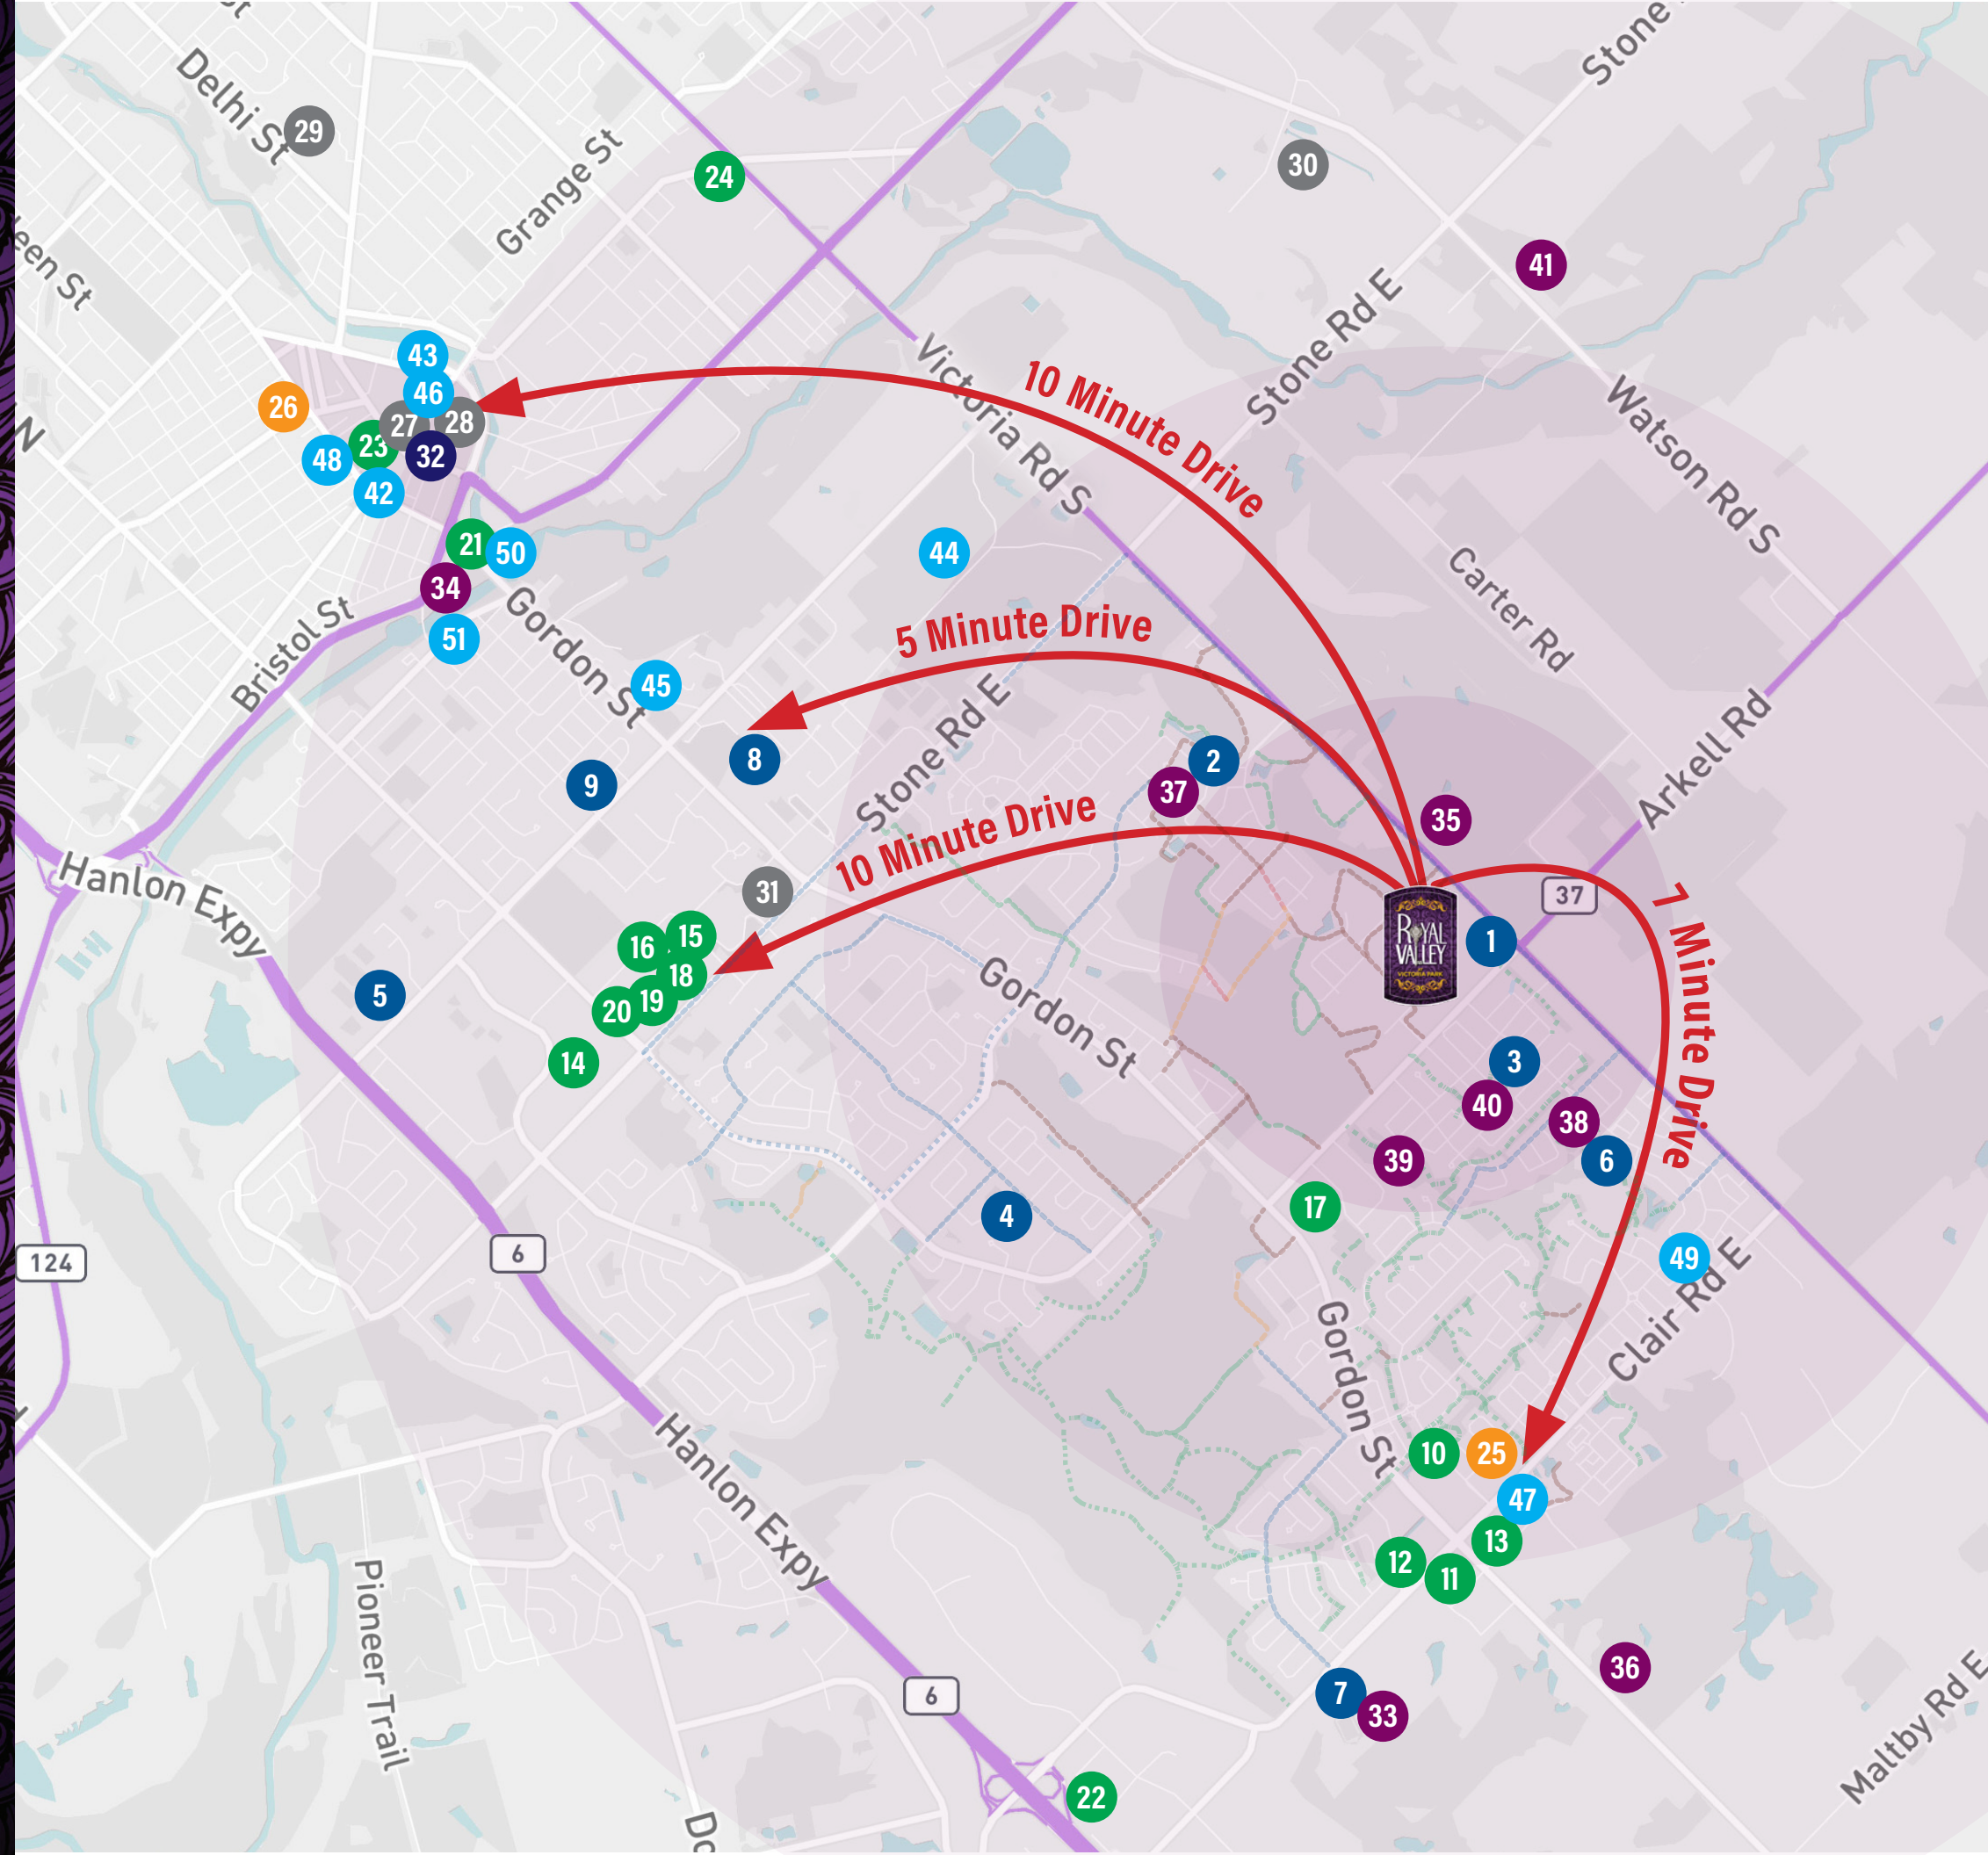 Stone
Delhi St
29
Grange St
24
30
41
een St
Stone Rd E
43
Victoria Rd S
10 Minute Drive
46
26
27
28
23
32
48
42
N
Watson Rd S
21
50
44
34
Carter Rd
Gordon St
Bristol St
51
5 Minute Drive
45
Stone Rd E
Arkell Rd
8
2
9
37
35
10 Minute Drive
Hanlon Expy
31
37
7 Minute Drive
ROYAL
VALLEY
VICTORIA PARK
1
16
15
18
5
19
20
Gordon St
14
3
40
38
39
6
17
4
6
124
49
Clair Rd E
Gordon St
10
25
47
Hanlon Expy
13
12
11
Pioneer Trail
36
7
33
6
Maltby Rd E
22
Do